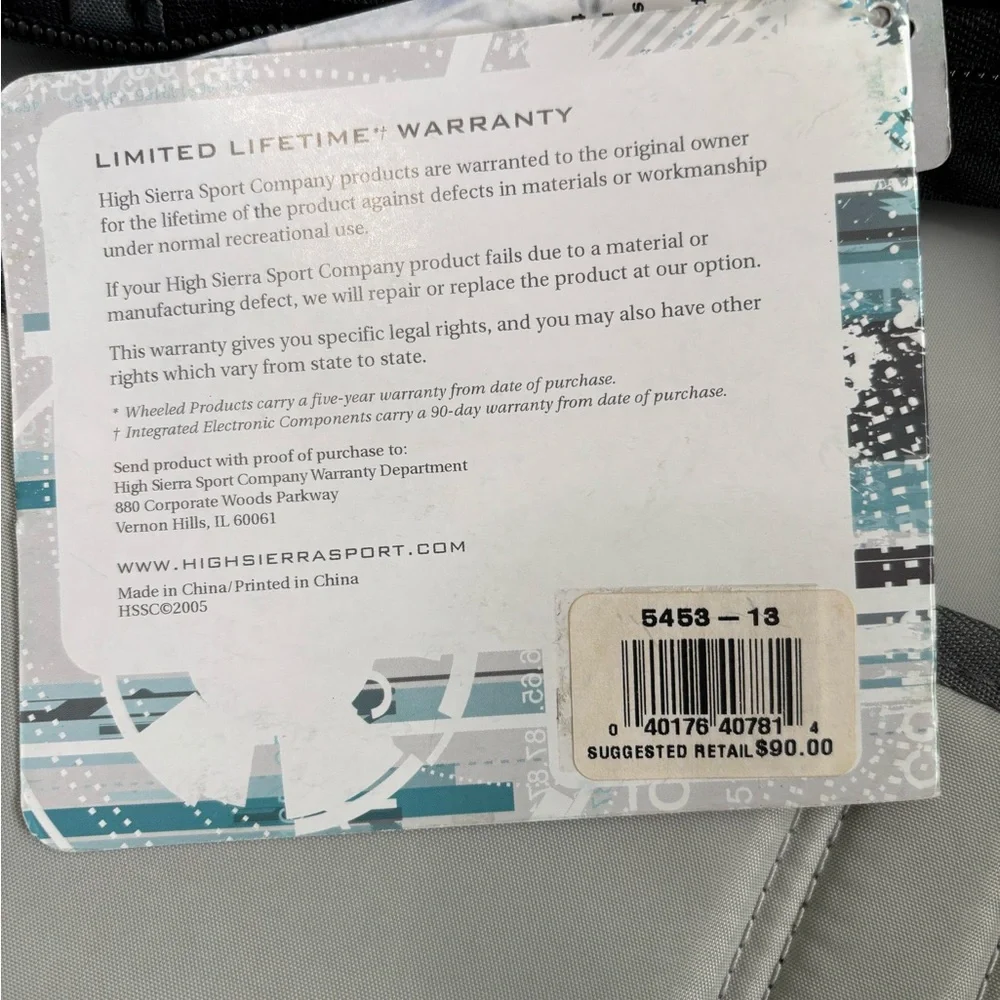 LIMITED LIFETIME*† WARRANTY
High Sierra Sport Company products are warranted to the original owner
for the lifetime of the product against defects in materials or workmanship
under normal recreational use.
If your High Sierra Sport Company product fails due to a material or
manufacturing defect, we will repair or replace the product at our option.
This warranty gives you specific legal rights, and you may also have other
rights which vary from state to state.
* Wheeled Products carry a five-year warranty from date of purchase.
† Integrated Electronic Components carry a 90-day warranty from date of purchase.
Send product with proof of purchase to:
High Sierra Sport Company Warranty Department
880 Corporate Woods Parkway
Vernon Hills, IL 60061
WWW.HIGHSIERRASPORT.COM
Made in China/Printed in China
HSSC©2005
5453-13
0 40176 40781 4
SUGGESTED RETAIL $90.00